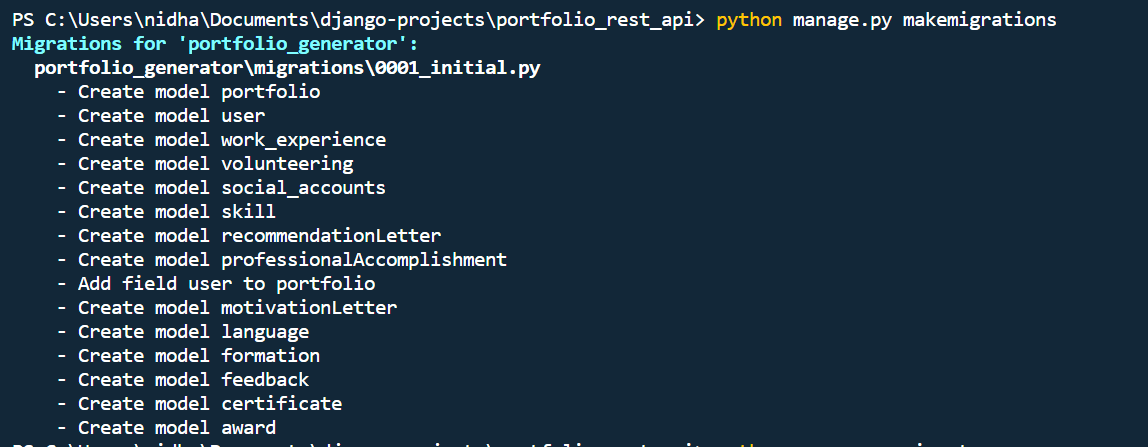 PS C:\Users\nidha\Documents\django-projects\portfolio_rest_api> python manage.py makemigrations
Migrations for 'portfolio_generator':
  portfolio_generator\migrations\0001_initial.py
    - Create model portfolio
    - Create model user
    - Create model work_experience
    - Create model volunteering
    - Create model social_accounts
    - Create model skill
    - Create model recommendationLetter
    - Create model professionalAccomplishment
    - Add field user to portfolio
    - Create model motivationLetter
    - Create model language
    - Create model formation
    - Create model feedback
    - Create model certificate
    - Create model award